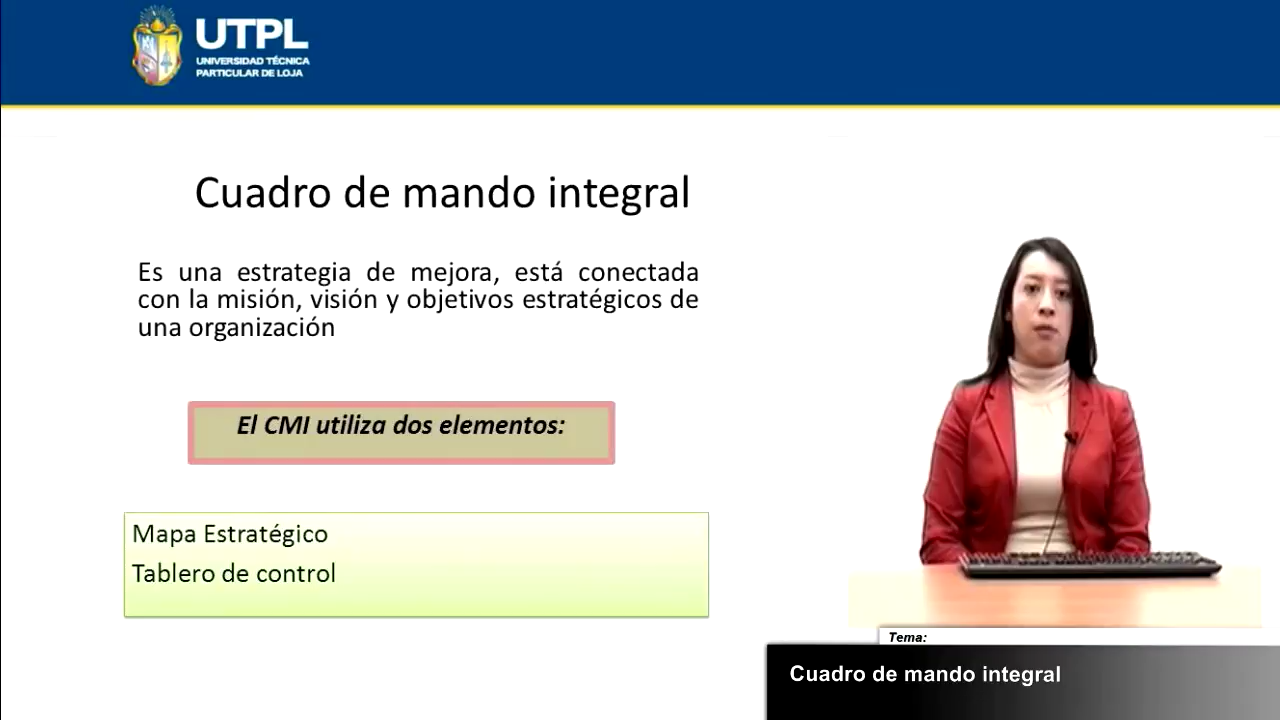 UTPL
UNIVERSIDAD TÉCNICA
PARTICULAR DE LOJA
Cuadro de mando integral
Es una estrategia de mejora, está conectada
con la misión, visión y objetivos estratégicos de
una organización
El CMI utiliza dos elementos:
Mapa Estratégico
Tablero de control
Tema:
Cuadro de mando integral